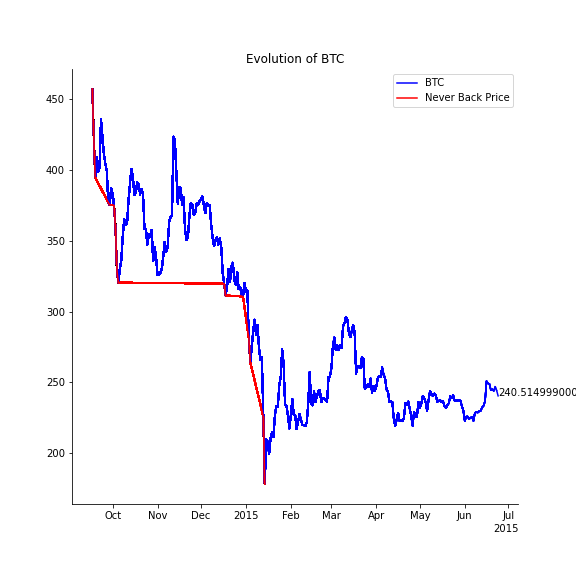 Evolution of BTC
BTC
Never Back Price
450
400
350
300
250
200
240.514999000
Oct
Nov
Dec
2015
Feb
Mar
Apr
May
Jun
Jul
2015